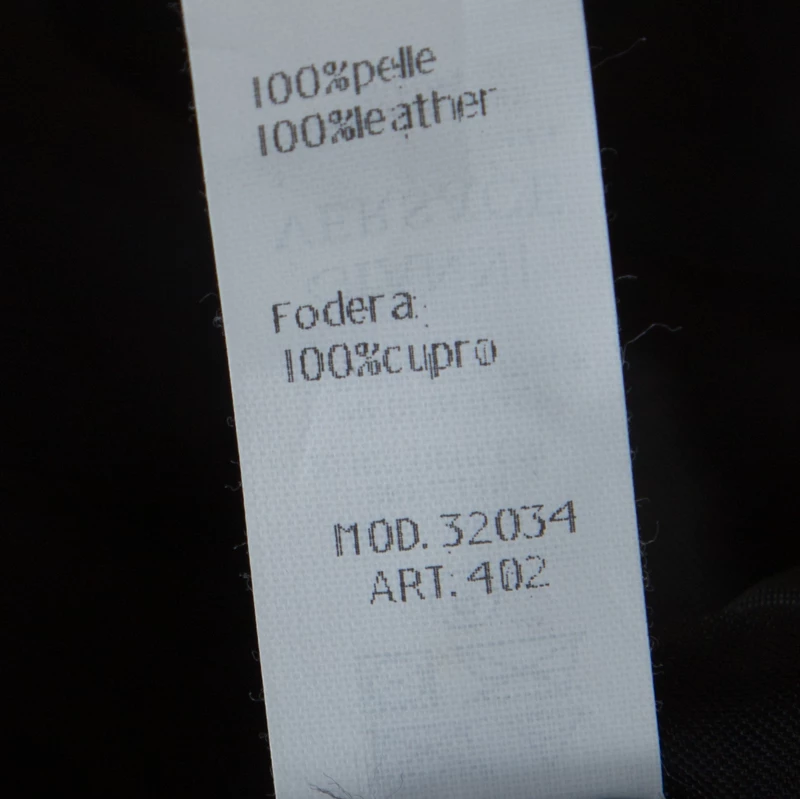 100%pelle
100%leather
Fodera
100%cupro
MOD. 32034
ART. 402